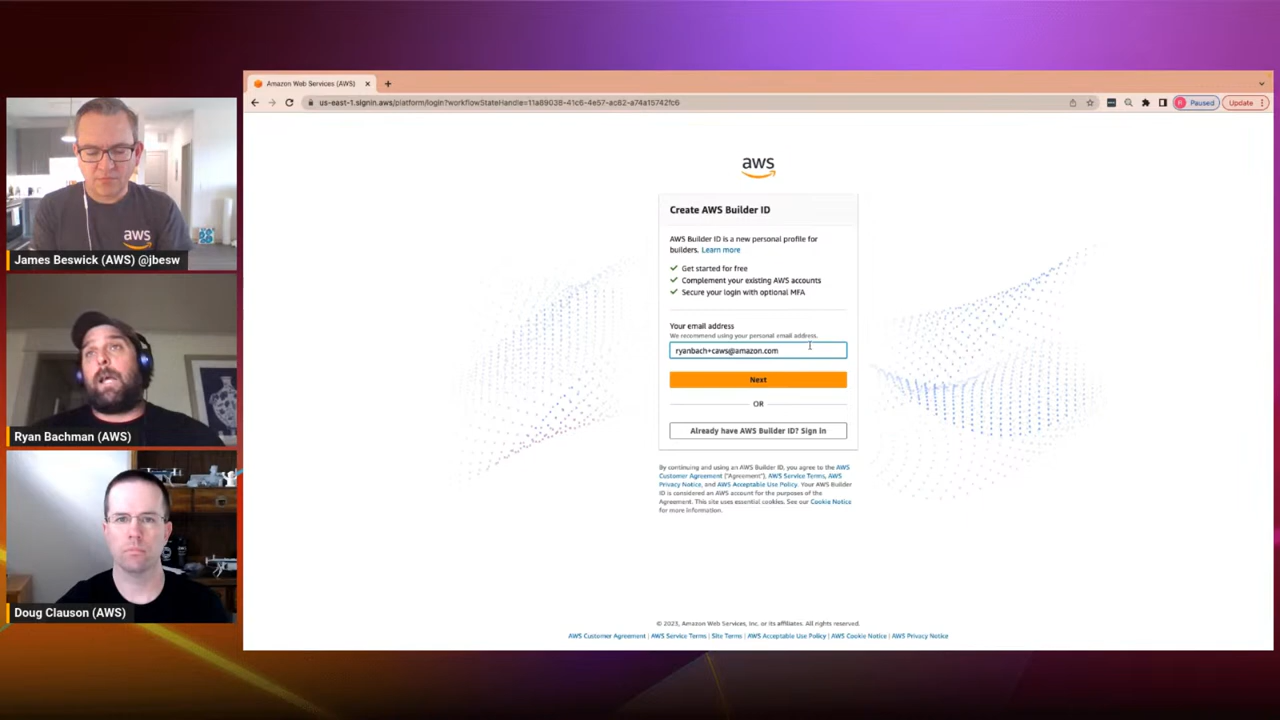 Amazon Web Services (AWS)
us-east-1.signin.aws/platform/login?workflowStateHandle=11a89038-41c6-4e57-ac82-a74a15742fc6
Paused
Update
aws
James Beswick (AWS) @jbesw
Ryan Bachman (AWS)
Doug Clauson (AWS)
aws
Create AWS Builder ID
AWS Builder ID is a new personal profile for
builders. Learn more
Get started for free
Complement your existing AWS accounts
Secure your login with optional MFA
Your email address
We recommend using your personal email address.
ryanbach+caws@amazon.com
Next
OR
Already have AWS Builder ID? Sign in
By continuing and using an AWS Builder ID, you agree to the AWS
Customer Agreement ("Agreement"), AWS Service Terms, AWS
Privacy Notice, and AWS Acceptable Use Policy. Your AWS Builder
ID is considered an AWS account for the purposes of the
Agreement. This site uses essential cookies. See our Cookie Notice
for more information.
© 2023, Amazon Web Services, Inc. or its affiliates. All rights reserved.
AWS Customer Agreement | AWS Service Terms | Site Terms | AWS Acceptable Use Policy | AWS Cookie Notice | AWS Privacy Notice